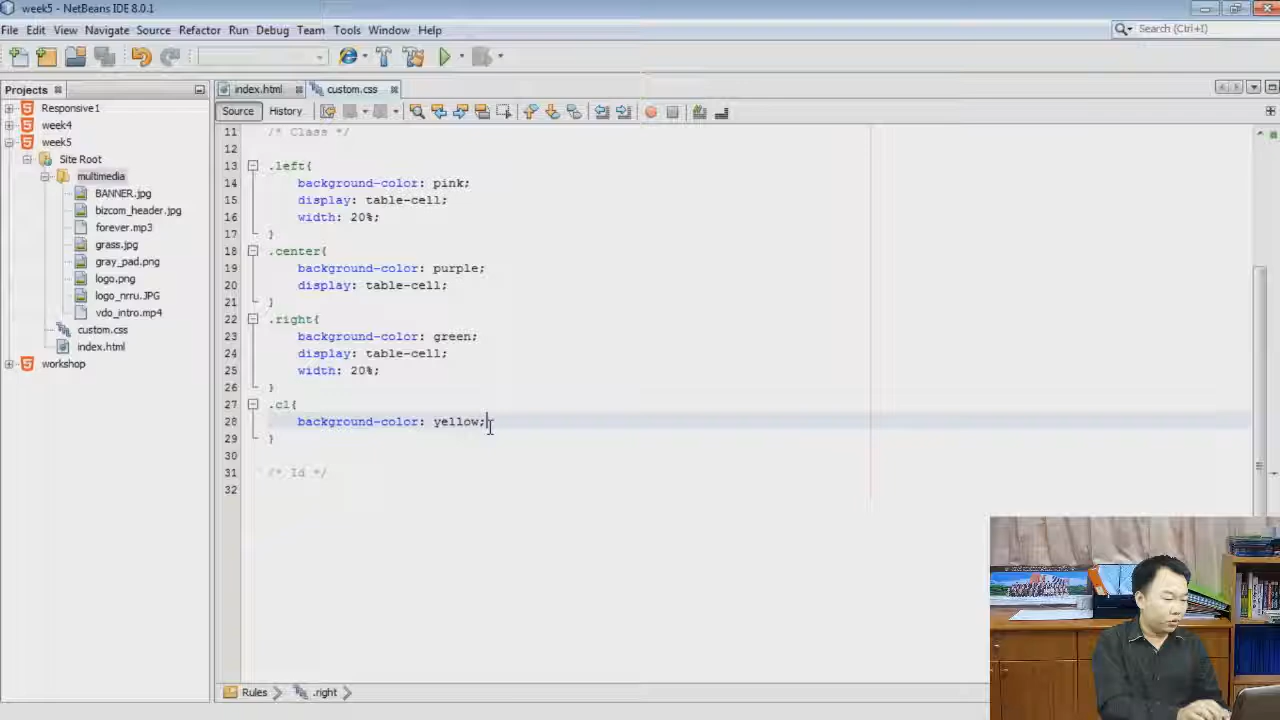 week5 - NetBeans IDE 8.0.1
File Edit View Navigate Source Refactor Run Debug Team Tools Window Help
Search (Ctrl+I)
Projects
index.html
custom.css
Responsive1
week4
week5
Site Root
multimedia
BANNER.jpg
bizcom_header.jpg
forever.mp3
grass.jpg
gray_pad.png
logo.png
logo_nrru.JPG
vdo_intro.mp4
custom.css
index.html
workshop
Source History
11 /* Class */
12
13 .left{
14 background-color: pink;
15 display: table-cell;
16 width: 20%;
17 }
18 .center{
19 background-color: purple;
20 display: table-cell;
21 }
22 .right{
23 background-color: green;
24 display: table-cell;
25 width: 20%;
26 }
27 .cl{
28 background-color: yellow;
29 }
30
31 /* Id */
32
Rules .right